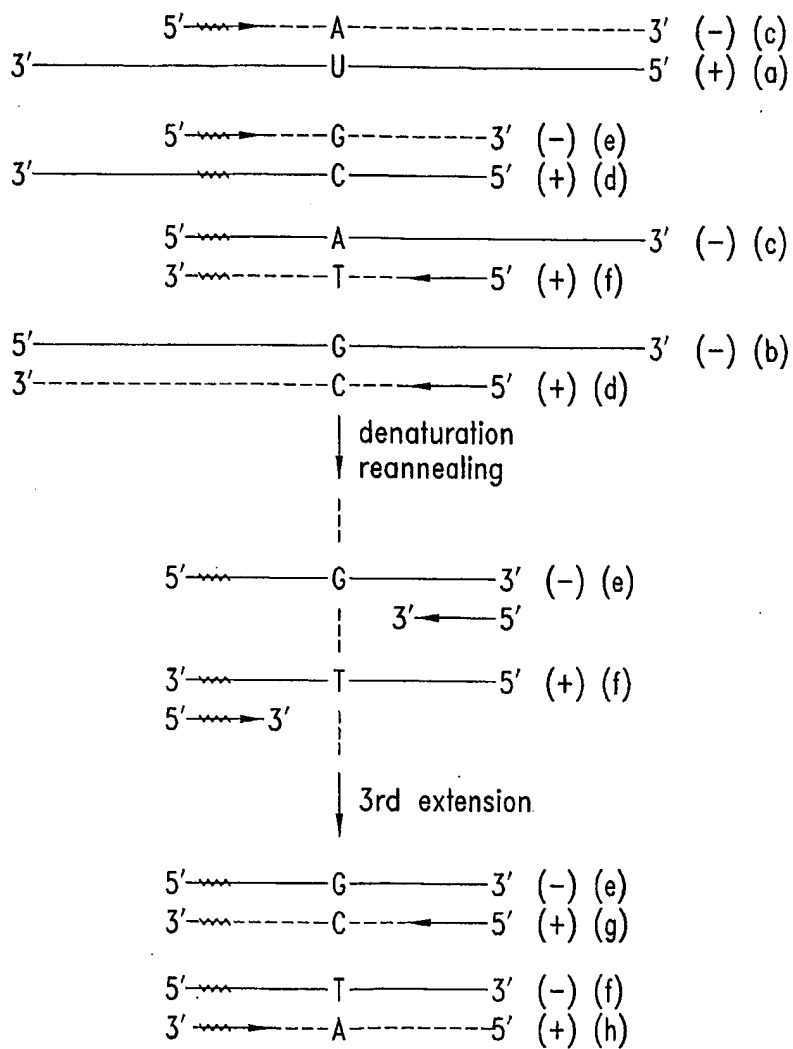 5′ A 3′ (−) (c)
3′ U 5′ (+) (a)
5′ G 3′ (−) (e)
3′ C 5′ (+) (d)
5′ A 3′ (−) (c)
3′ T 5′ (+) (f)
5′ G 3′ (−) (b)
3′ C 5′ (+) (d)
denaturation
reannealing
5′ G 3′ (−) (e)
3′ 5′
3′ T 5′ (+) (f)
5′ 3′
3rd extension
5′ G 3′ (−) (e)
3′ C 5′ (+) (g)
5′ T 3′ (−) (f)
3′ A 5′ (+) (h)